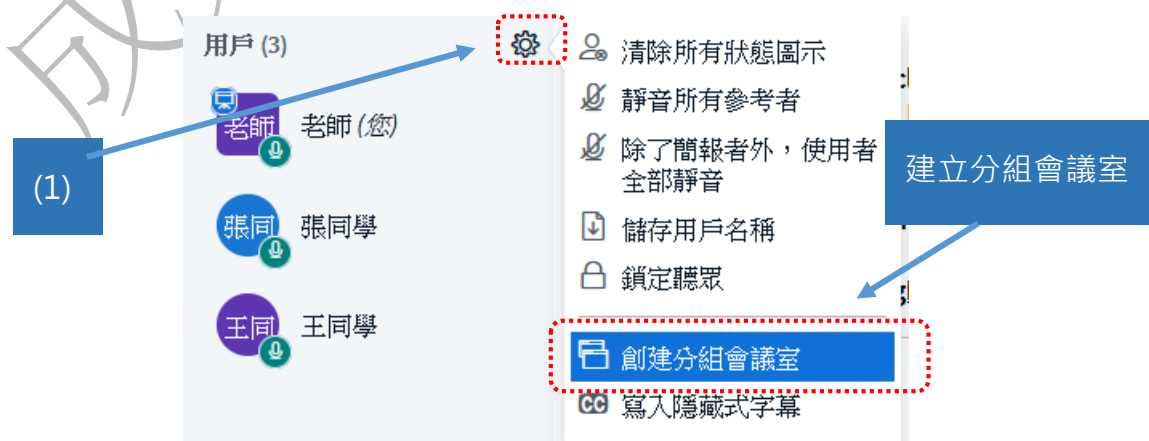 成
用戶 (3)
老師
老師 (您)
張同
張同學
王同
王同學
(1)
清除所有狀態圖示
靜音所有參考者
除了簡報者外，使用者
全部靜音
儲存用戶名稱
鎖定聽眾
創建分組會議室
CC 寫入隱藏式字幕
建立分組會議室